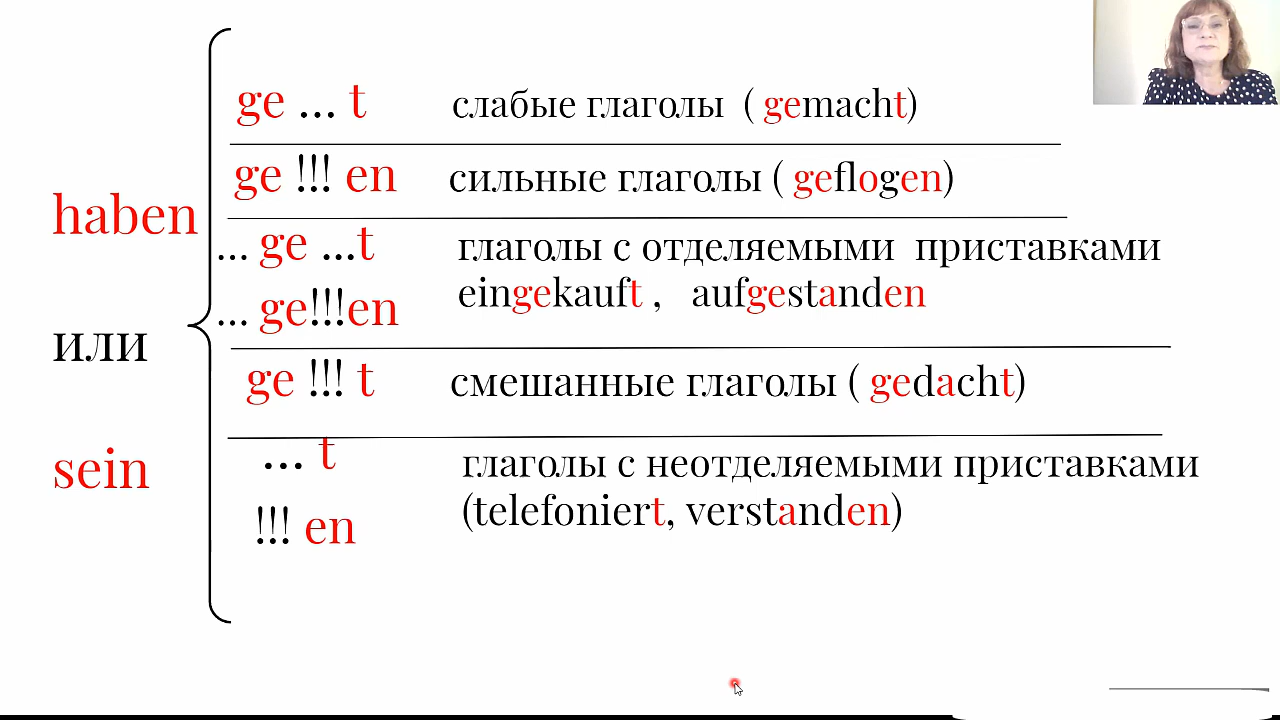 haben
или
sein
ge ... t слабые глаголы ( gemacht)
ge !!! en сильные глаголы ( geflogen)
... ge ...t глаголы с отделяемыми приставками
... ge!!!en eingekauft , aufgestanden
ge !!! t смешанные глаголы ( gedacht)
... t глаголы с неотделяемыми приставками
!!! en (telefoniert, verstanden)